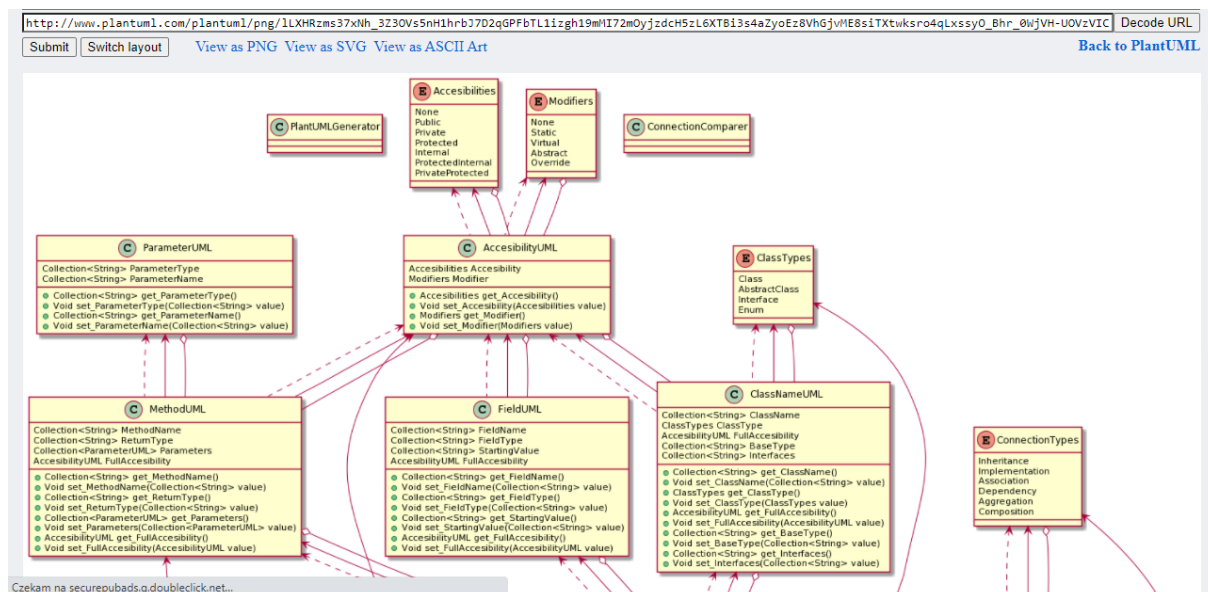 http://www.plantuml.com/plantuml/png/lLXHRzms37xNh_3Z3OVs5nH1hrbJ7D2qGPFbTL1izgh19mMI72mOyjzdcH5zL6XTBi3s4aZyoEz8VhGjvME8siTXtwksro4qLxssyO_Bhr_0WjVH-UOVzVIC Decode URL
Submit Switch layout View as PNG View as SVG View as ASCII Art Back to PlantUML
E Accesibilities
None
Public
Private
Protected
Internal
ProtectedInternal
PrivateProtected
E Modifiers
None
Static
Virtual
Abstract
Override
C PlantUMLGenerator
C ConnectionComparer
C ParameterUML
Collection<String> ParameterType
Collection<String> ParameterName
Collection<String> get_ParameterType()
Void set_ParameterType(Collection<String> value)
Collection<String> get_ParameterName()
Void set_ParameterName(Collection<String> value)
C AccesibilityUML
Accesibilities Accesibility
Modifiers Modifier
Accesibilities get_Accesibility()
Void set_Accesibility(Accesibilities value)
Modifiers get_Modifier()
Void set_Modifier(Modifiers value)
E ClassTypes
Class
AbstractClass
Interface
Enum
C MethodUML
Collection<String> MethodName
Collection<String> ReturnType
Collection<ParameterUML> Parameters
AccesibilityUML FullAccesibility
Collection<String> get_MethodName()
Void set_MethodName(Collection<String> value)
Collection<String> get_ReturnType()
Void set_ReturnType(Collection<String> value)
Collection<ParameterUML> get_Parameters()
Void set_Parameters(Collection<ParameterUML> value)
AccesibilityUML get_FullAccesibility()
Void set_FullAccesibility(AccesibilityUML value)
C FieldUML
Collection<String> FieldName
Collection<String> FieldType
Collection<String> StartingValue
AccesibilityUML FullAccesibility
Collection<String> get_FieldName()
Void set_FieldName(Collection<String> value)
Collection<String> get_FieldType()
Void set_FieldType(Collection<String> value)
Collection<String> get_StartingValue()
Void set_StartingValue(Collection<String> value)
AccesibilityUML get_FullAccesibility()
Void set_FullAccesibility(AccesibilityUML value)
C ClassNameUML
Collection<String> ClassName
ClassTypes ClassType
AccesibilityUML FullAccesibility
Collection<String> BaseType
Collection<String> Interfaces
Collection<String> get_ClassName()
Void set_ClassName(Collection<String> value)
ClassTypes get_ClassType()
Void set_ClassType(ClassTypes value)
AccesibilityUML get_FullAccesibility()
Void set_FullAccesibility(AccesibilityUML value)
Collection<String> get_BaseType()
Void set_BaseType(Collection<String> value)
Collection<String> get_Interfaces()
Void set_Interfaces(Collection<String> value)
E ConnectionTypes
Inheritance
Implementation
Association
Dependency
Aggregation
Composition
Czekam na securepubads.g.doubleclick.net...